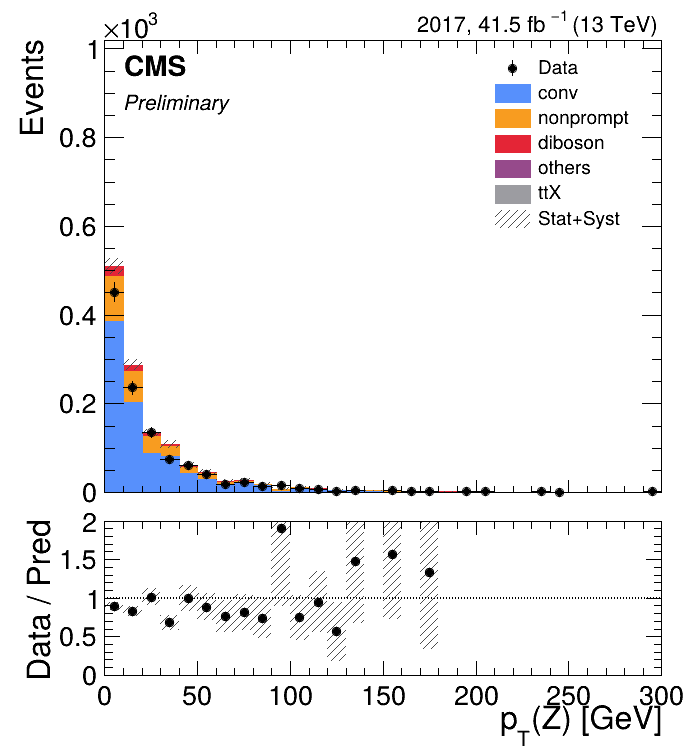 ×10³
2017, 41.5 fb⁻¹ (13 TeV)
Events
1
0.8
0.6
0.4
0.2
0
CMS
Preliminary
Data
conv
nonprompt
diboson
others
ttX
Stat+Syst
Data / Pred
2
1.5
1
0.5
0
0 50 100 150 200 250 300
p_T(Z) [GeV]